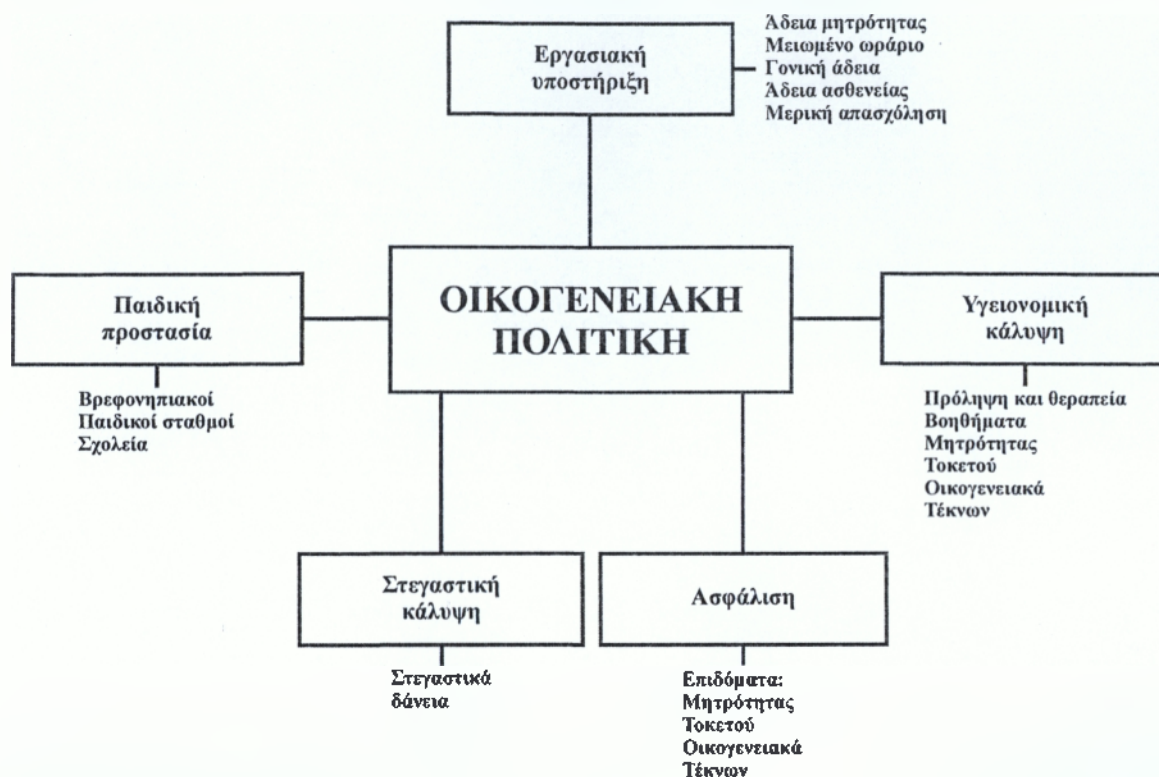 Εργασιακή
υποστήριξη
Άδεια μητρότητας
Μειωμένο ωράριο
Γονική άδεια
Άδεια ασθενείας
Μερική απασχόληση
ΟΙΚΟΓΕΝΕΙΑΚΗ
ΠΟΛΙΤΙΚΗ
Παιδική
προστασία
Βρεφονηπιακοί
Παιδικοί σταθμοί
Σχολεία
Υγειονομική
κάλυψη
Πρόληψη και θεραπεία
Βοηθήματα
Μητρότητας
Τοκετού
Οικογενειακά
Τέκνων
Στεγαστική
κάλυψη
Στεγαστικά
δάνεια
Ασφάλιση
Επιδόματα:
Μητρότητας
Τοκετού
Οικογενειακά
Τέκνων